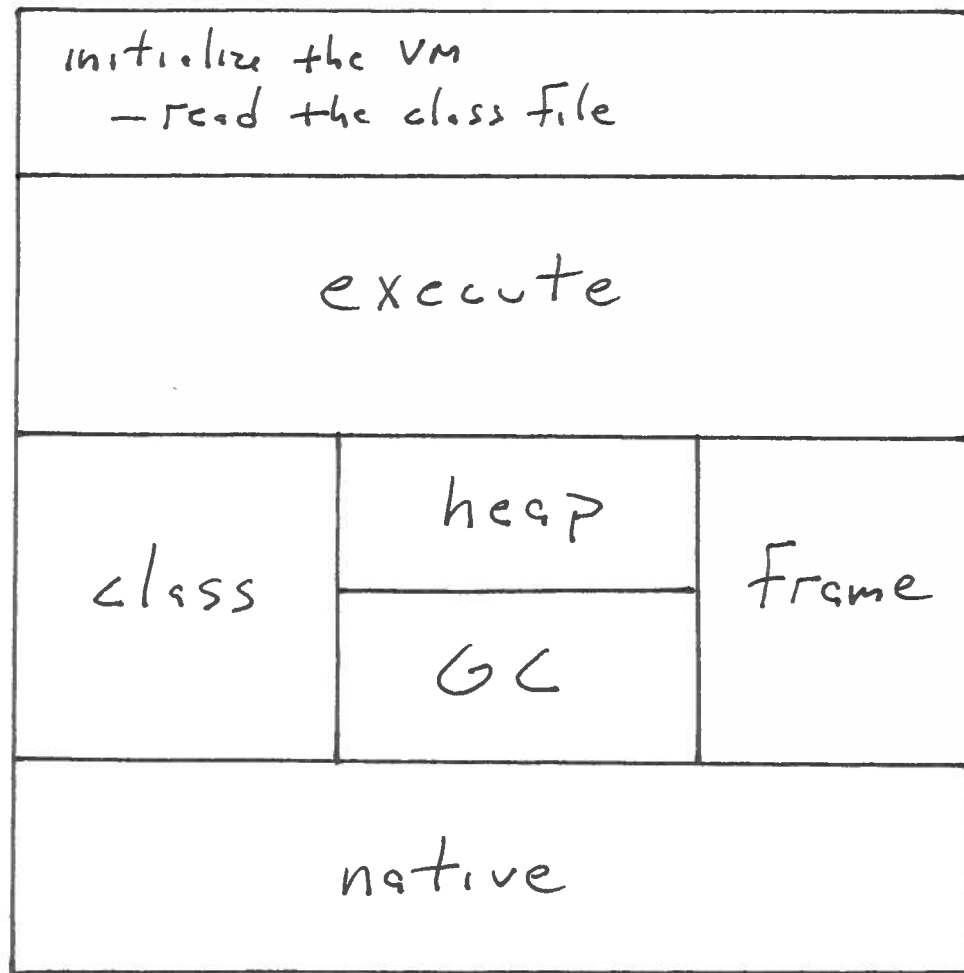 initialize the VM
- read the class file
execute
class
heap
frame
GC
native